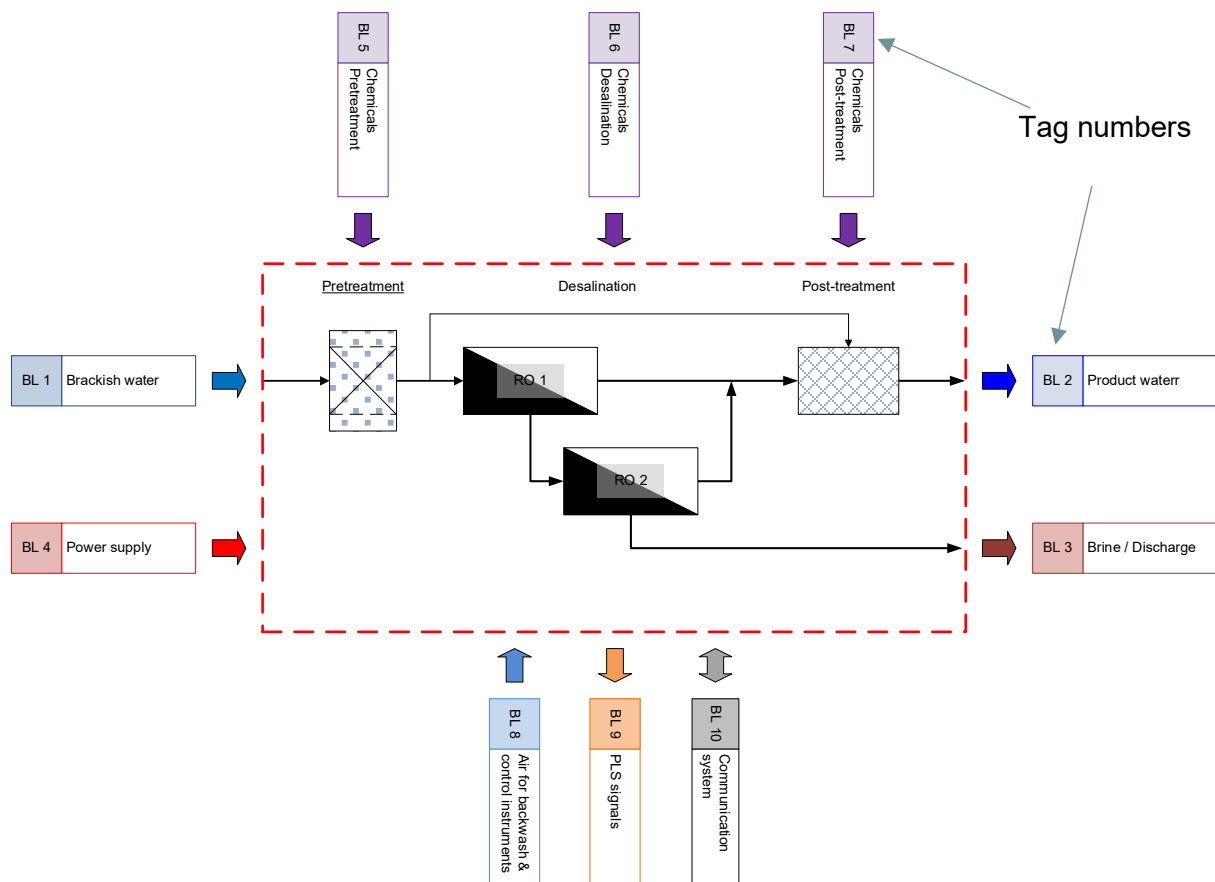 BL 5
Chemicals
Pretreatment
BL 6
Chemicals
Desalination
BL 7
Chemicals
Post-treatment
Tag numbers
Pretreatment
Desalination
Post-treatment
BL 1
Brackish water
RO 1
BL 2
Product waterr
RO 2
BL 4
Power supply
BL 3
Brine / Discharge
BL 8
Air for backwash &
control instruments
BL 9
PLS signals
BL 10
Communication
system